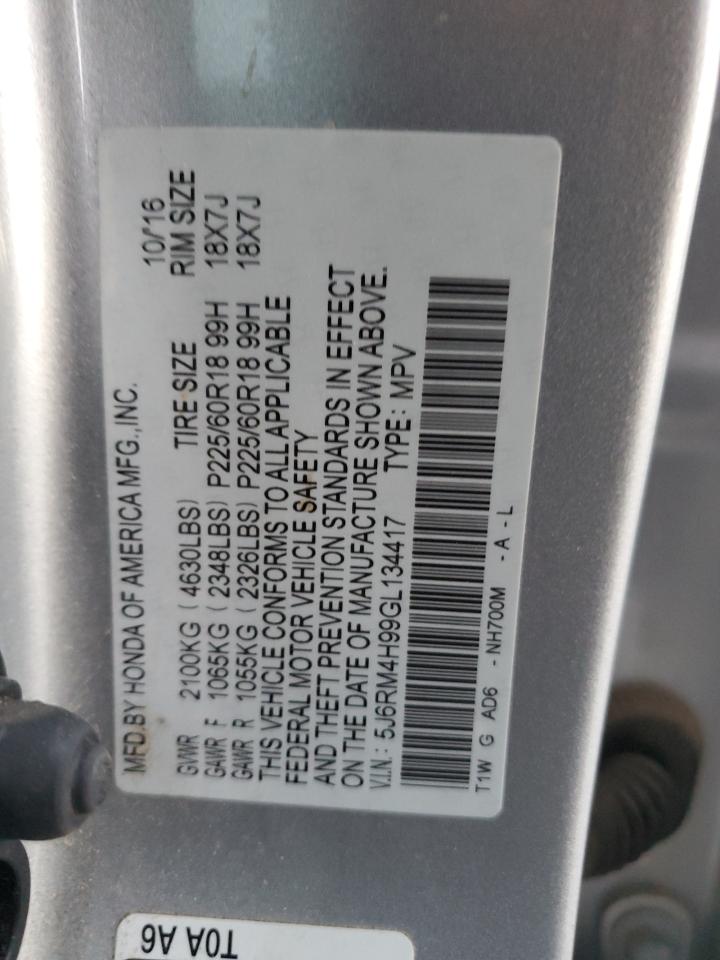 MFD.BY HONDA OF AMERICA MFG.,INC. 10/'16
GVWR 2100KG ( 4630LBS) TIRE SIZE RIM SIZE
GAWR F 1065KG ( 2348LBS) P225/60R18 99H 18X7J
GAWR R 1055KG ( 2326LBS) P225/60R18 99H 18X7J
THIS VEHICLE CONFORMS TO ALL APPLICABLE
FEDERAL MOTOR VEHICLE SAFETY
AND THEFT PREVENTION STANDARDS IN EFFECT
ON THE DATE OF MANUFACTURE SHOWN ABOVE.
V.I.N.: 5J6RM4H99GL134417 TYPE: MPV
T1W G AD6 - NH700M - A - L
T0A A6